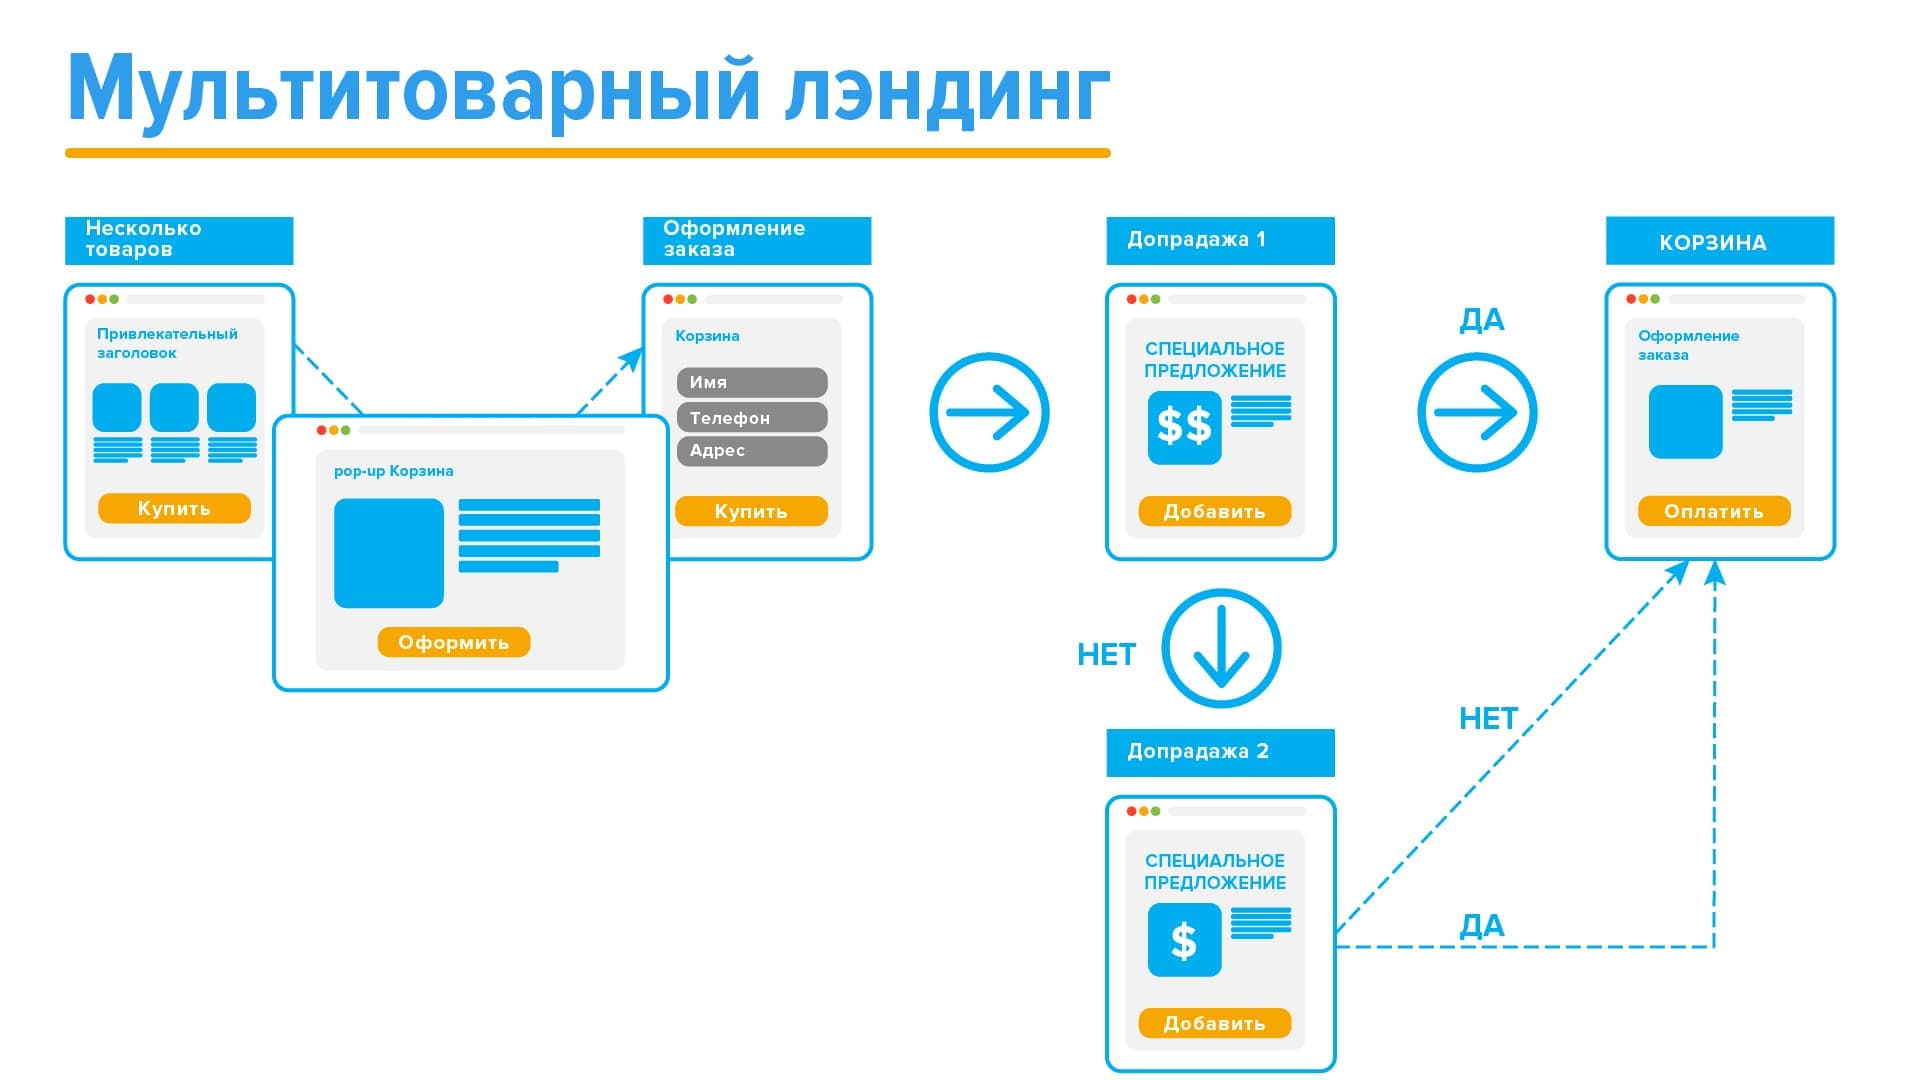 Мультитоварный лэндинг
Несколько
товаров
Привлекательный
заголовок
Купить
pop-up Корзина
Оформить
Оформление
заказа
Корзина
Имя
Телефон
Адрес
Купить
Допрадажа 1
СПЕЦИАЛЬНОЕ
ПРЕДЛОЖЕНИЕ
$$
Добавить
ДА
КОРЗИНА
Оформление
заказа
Оплатить
НЕТ
Допрадажа 2
СПЕЦИАЛЬНОЕ
ПРЕДЛОЖЕНИЕ
$
Добавить
НЕТ
ДА